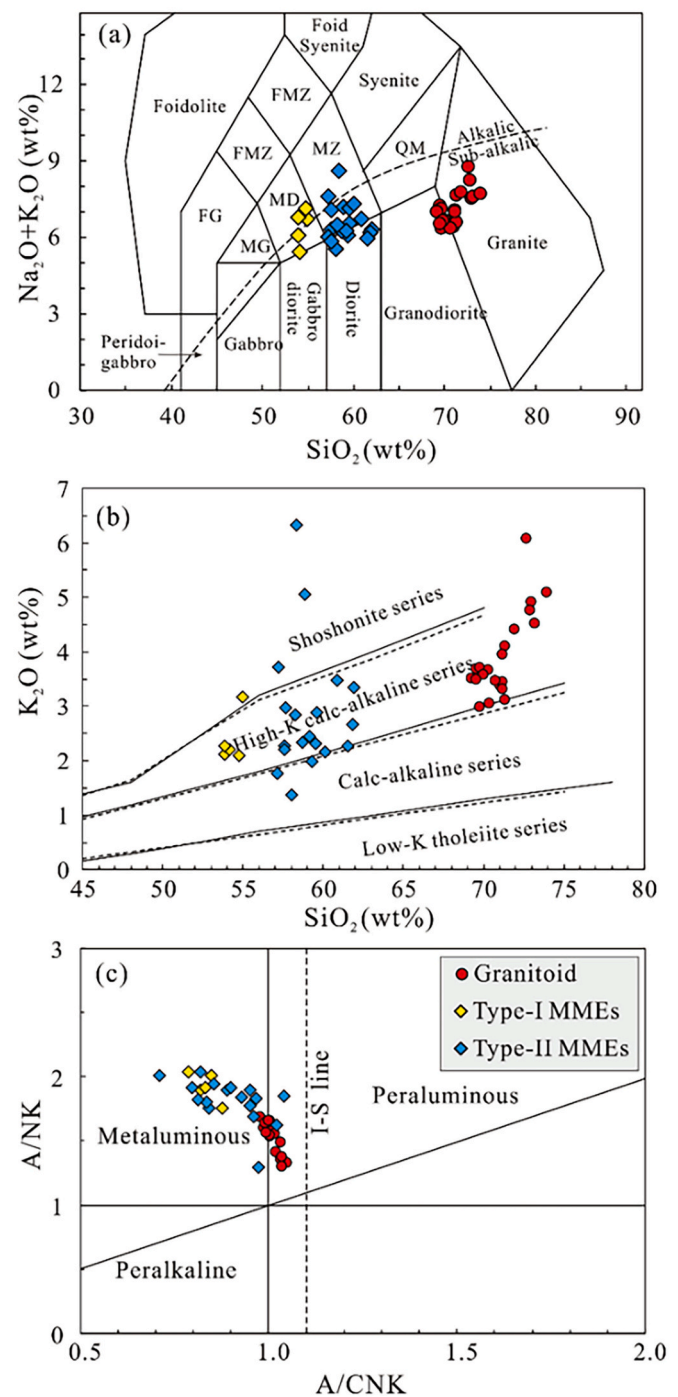 (a)
Foid
Syenite
FMZ
Syenite
Foidolite
FMZ
MZ
QM
Alkalic
Sub-alkalic
FG
MD
MG
Granite
Peridoi-
gabbro
Gabbro
Gabbro
diorite
Diorite
Granodiorite
Na2O+K2O (wt%)
12
9
6
3
0
30 40 50 60 70 80 90
SiO2(wt%)
(b)
Shoshonite series
High-K calc-alkaline series
Calc-alkaline series
Low-K tholeiite series
K2O (wt%)
7
6
5
4
3
2
1
0
45 50 55 60 65 70 75 80
SiO2(wt%)
(c)
Granitoid
Type-I MMEs
Type-II MMEs
I-S line
Peraluminous
Metaluminous
Peralkaline
A/NK
3
2
1
0
0.5 1.0 1.5 2.0
A/CNK